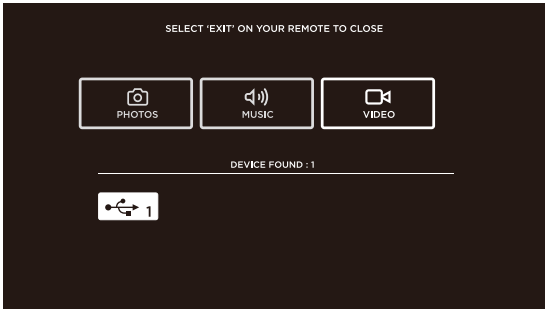 SELECT ‘EXIT’ ON YOUR REMOTE TO CLOSE
PHOTOS MUSIC VIDEO
DEVICE FOUND : 1
1